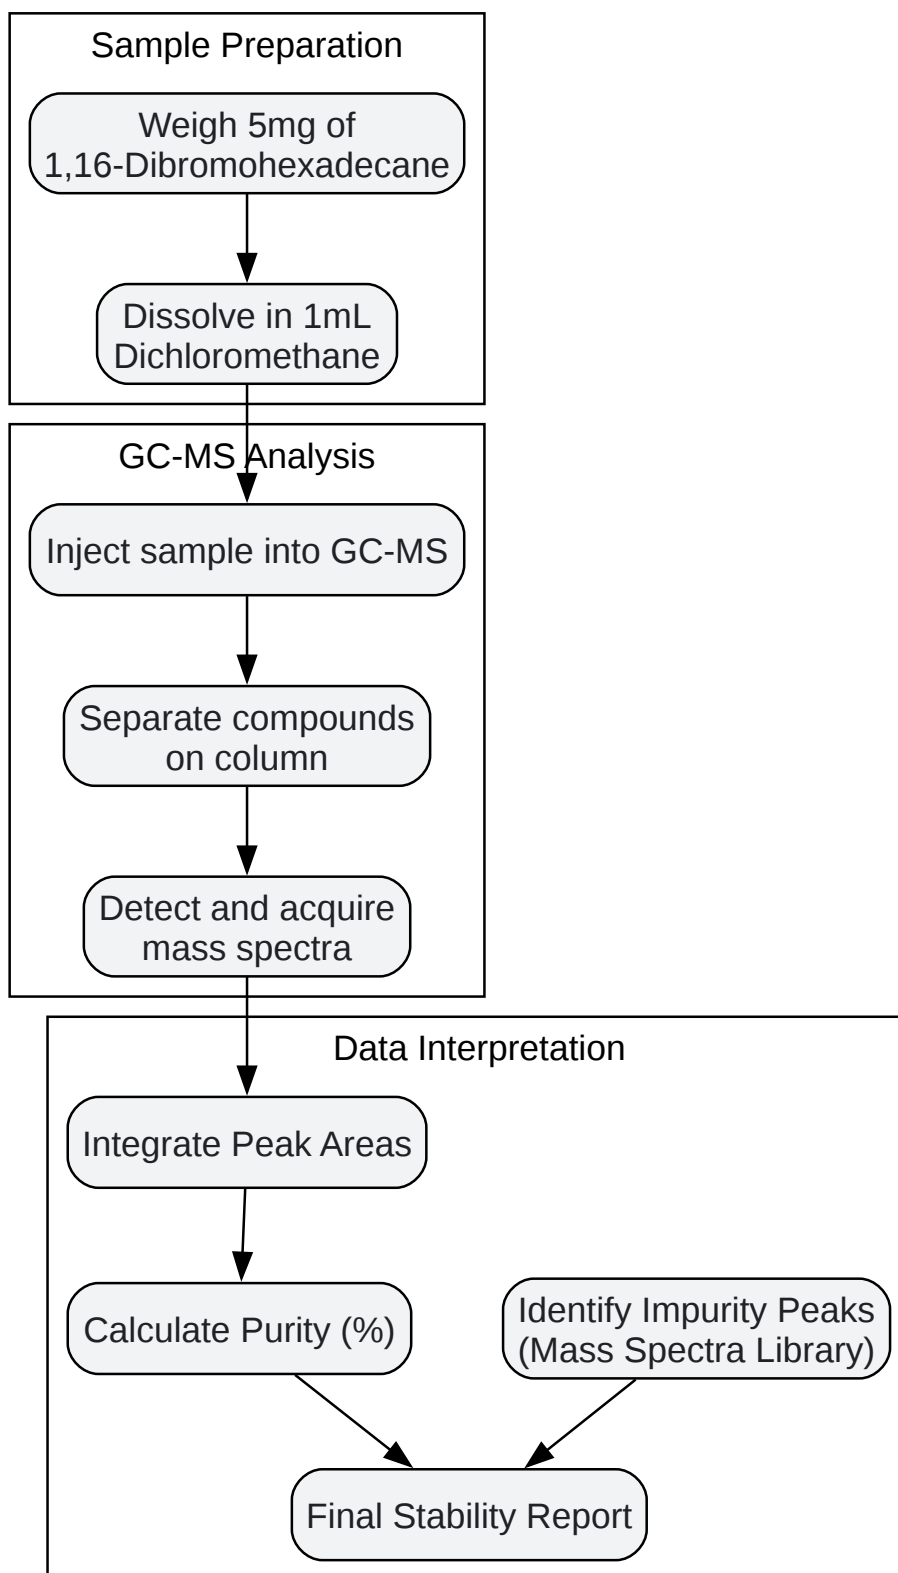 Sample Preparation
Weigh 5mg of
1,16-Dibromohexadecane
Dissolve in 1mL
Dichloromethane
GC-MS Analysis
Inject sample into GC-MS
Separate compounds
on column
Detect and acquire
mass spectra
Data Interpretation
Integrate Peak Areas
Calculate Purity (%)
Identify Impurity Peaks
(Mass Spectra Library)
Final Stability Report